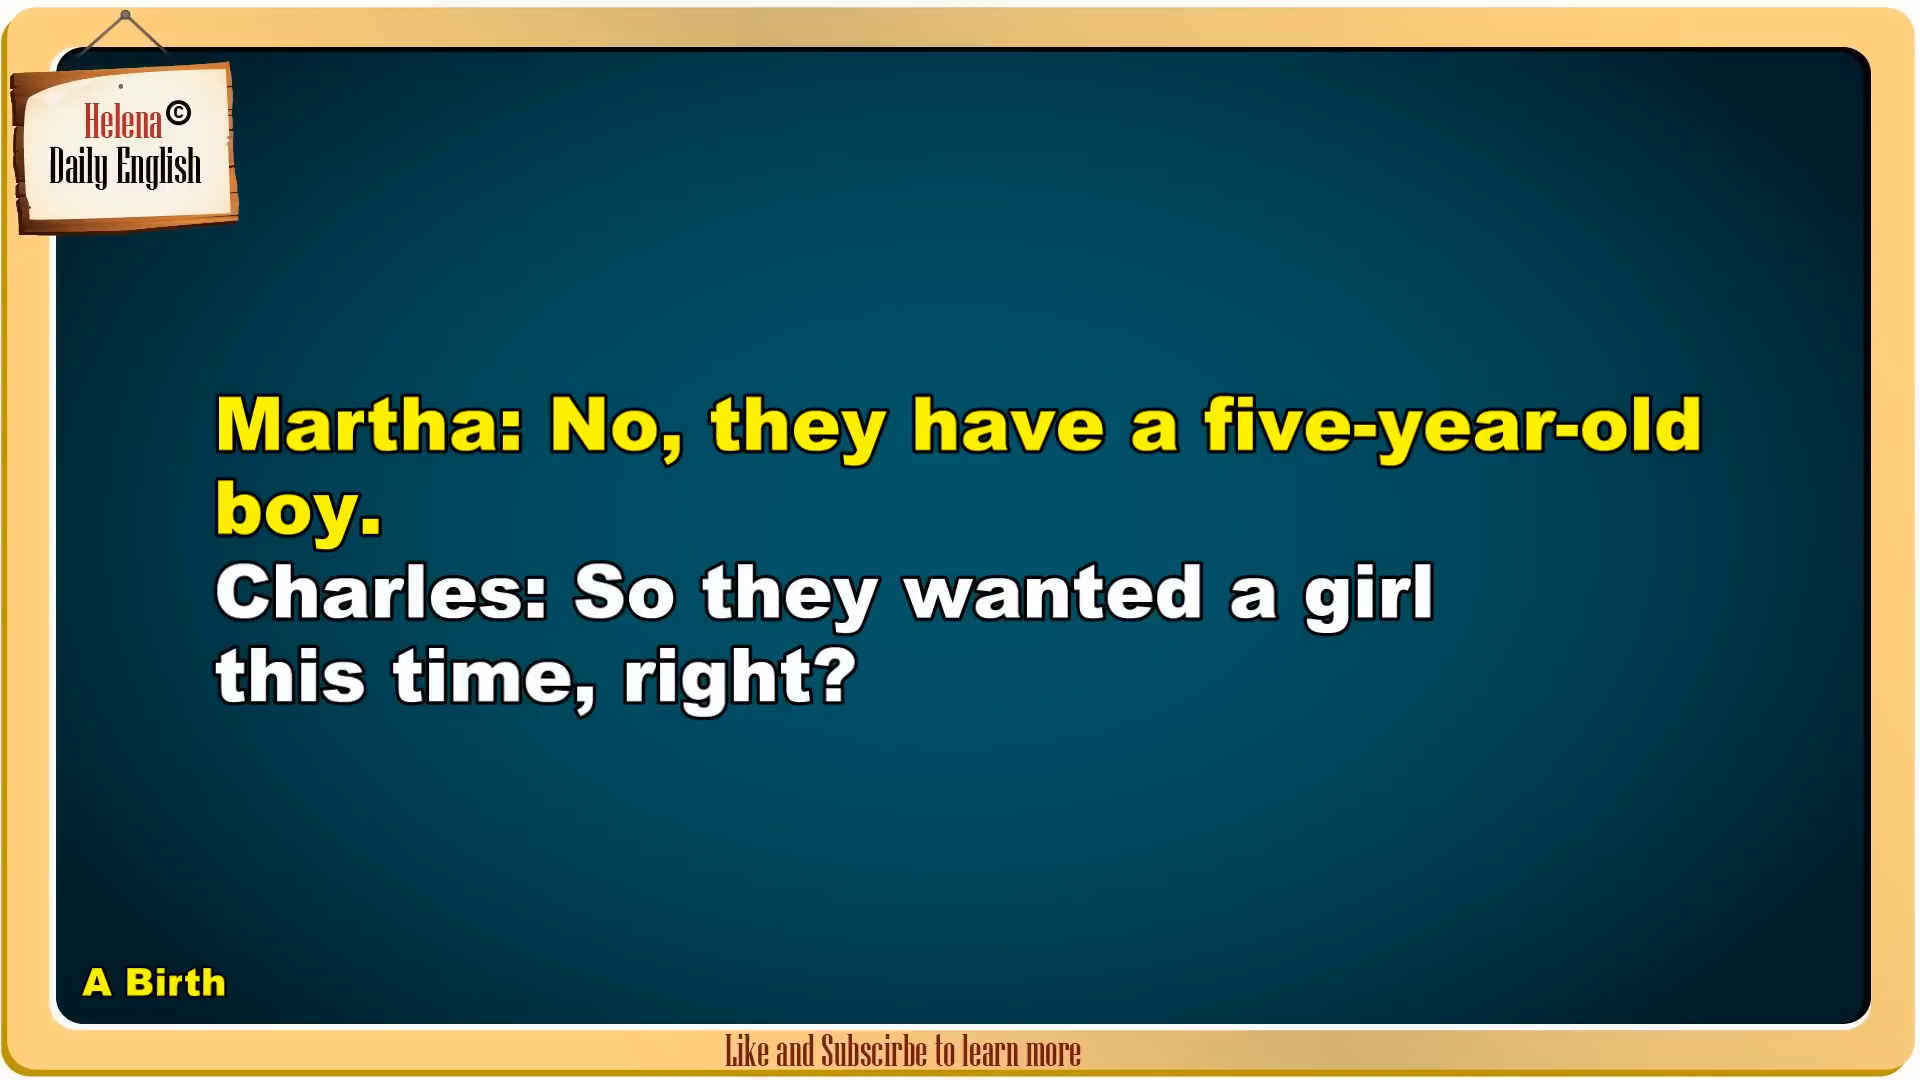 Helena©
Daily English
Martha: No, they have a five-year-old
boy.
Charles: So they wanted a girl
this time, right?
A Birth
Like and Subscirbe to learn more